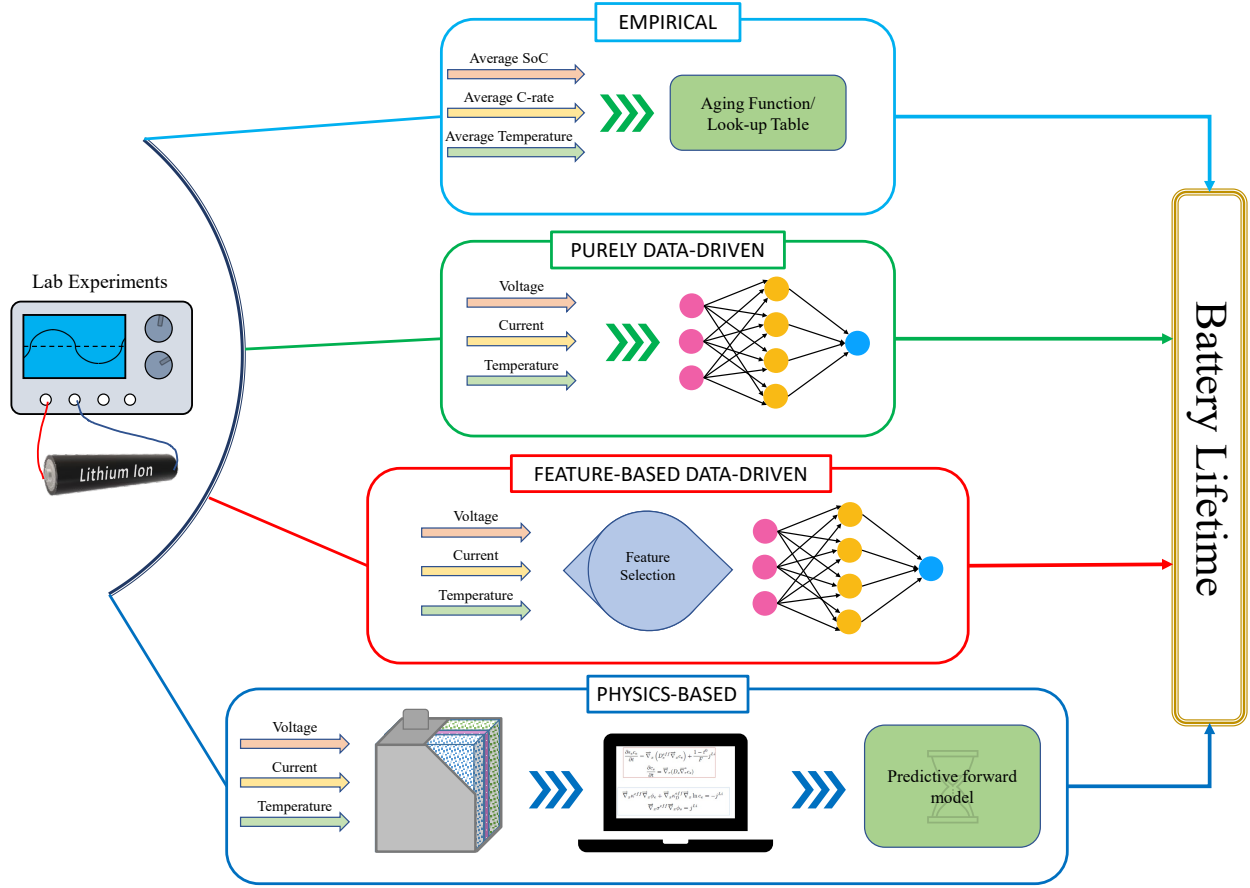 EMPIRICAL
Average SoC
Average C-rate
Average Temperature
Aging Function/
Look-up Table
PURELY DATA-DRIVEN
Voltage
Current
Temperature
Lab Experiments
Lithium Ion
FEATURE-BASED DATA-DRIVEN
Voltage
Current
Temperature
Feature
Selection
PHYSICS-BASED
Voltage
Current
Temperature
Predictive forward
model
Battery Lifetime